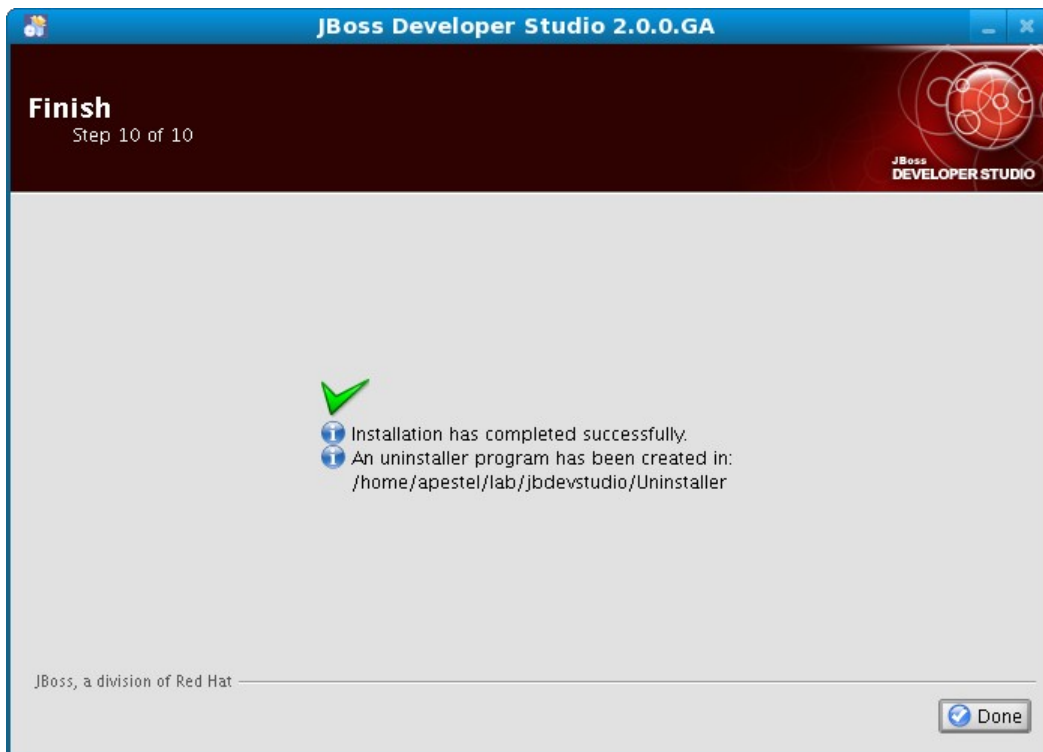 JBoss Developer Studio 2.0.0.GA
Finish
Step 10 of 10
JBoss
DEVELOPER STUDIO
Installation has completed successfully.
An uninstaller program has been created in:
/home/apestel/lab/jbdevstudio/Uninstaller
JBoss, a division of Red Hat
Done